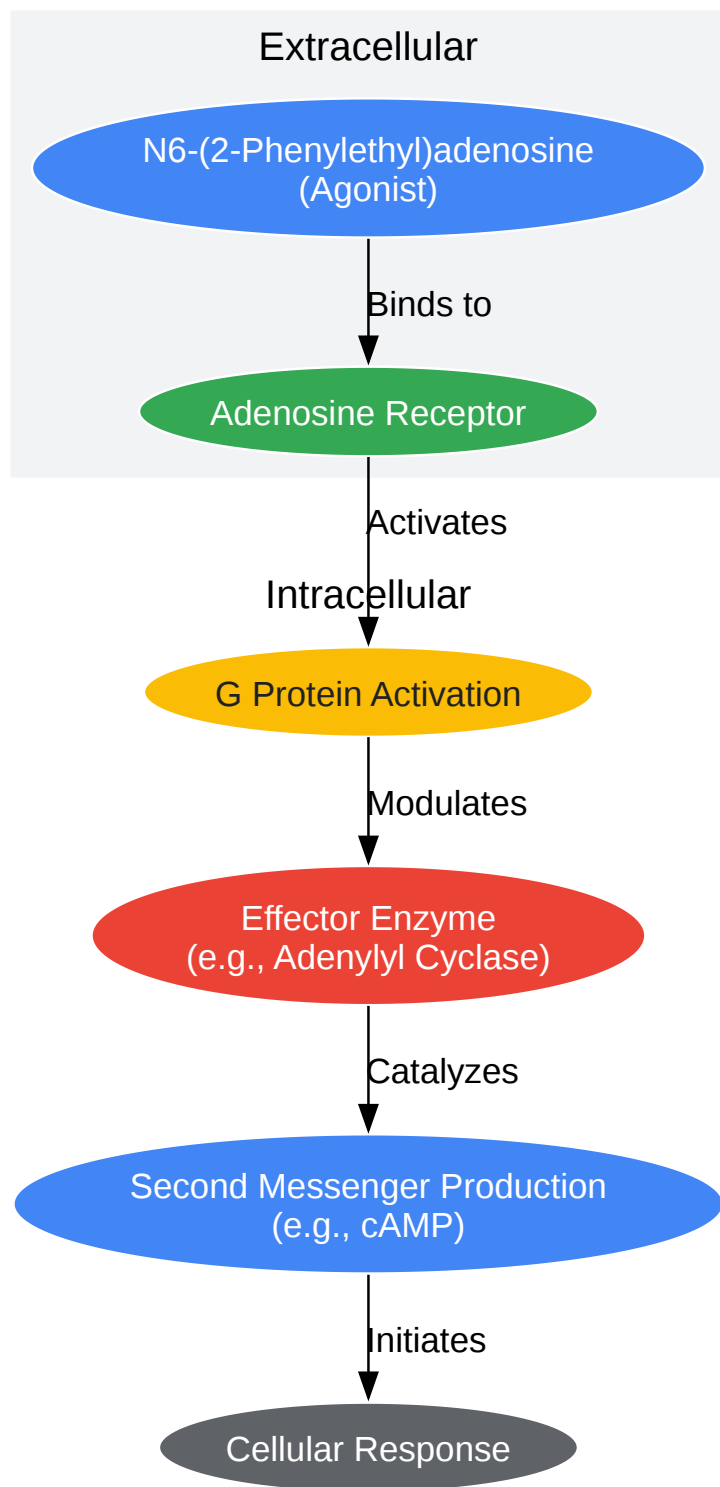 Extracellular
N6-(2-Phenylethyl)adenosine
(Agonist)
Binds to
Adenosine Receptor
Activates
Intracellular
G Protein Activation
Modulates
Effector Enzyme
(e.g., Adenylyl Cyclase)
Catalyzes
Second Messenger Production
(e.g., cAMP)
Initiates
Cellular Response